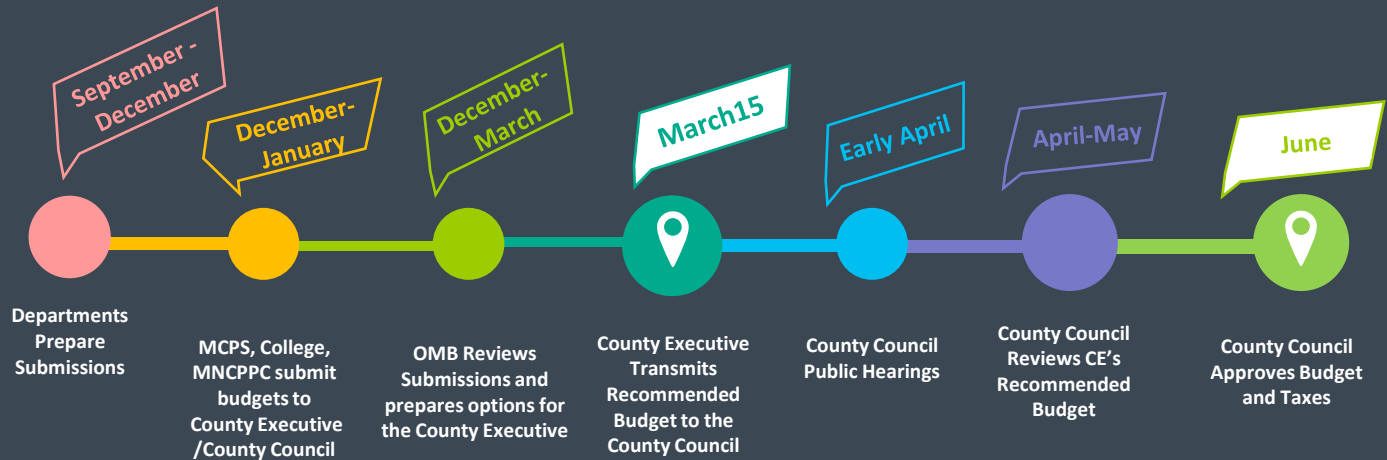 September -
December
December-
January
December-
March
March15
Early April
April-May
June
Departments
Prepare
Submissions
MCPS, College,
MNCPPC submit
budgets to
County Executive
/County Council
OMB Reviews
Submissions and
prepares options for
the County Executive
County Executive
Transmits
Recommended
Budget to the
County Council
County Council
Public Hearings
County Council
Reviews CE's
Recommended
Budget
County Council
Approves Budget
and Taxes